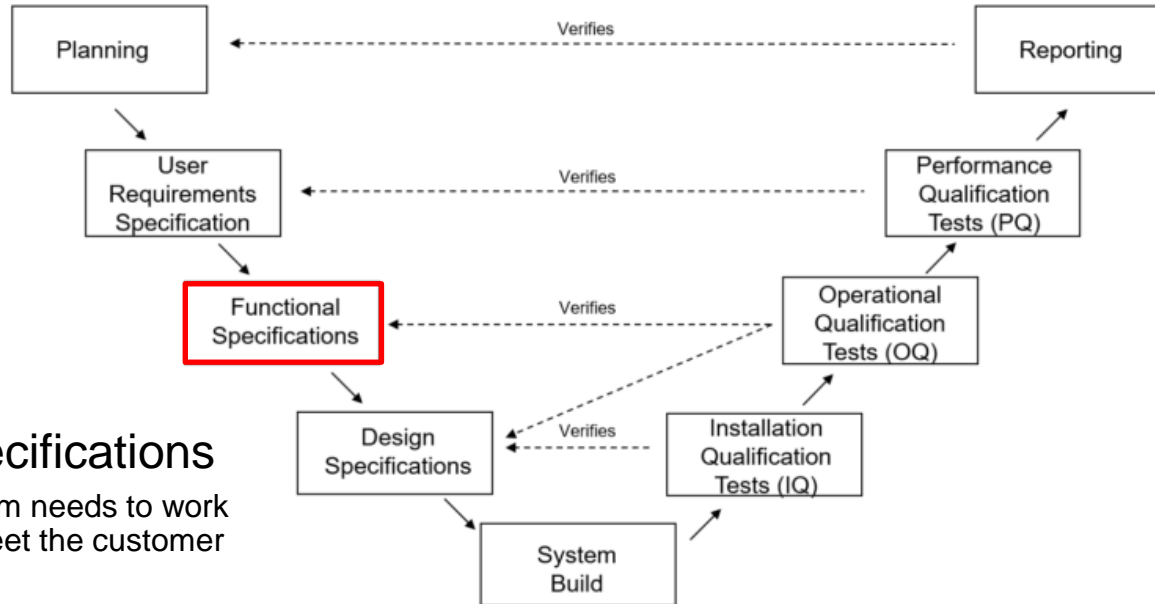 Verifies
Planning
Reporting
User
Requirements
Specification
Verifies
Performance
Qualification
Tests (PQ)
Functional
Specifications
Verifies
Operational
Qualification
Tests (OQ)
Design
Specifications
Verifies
Installation
Qualification
Tests (IQ)
ecifications
m needs to work
eet the customer
System
Build